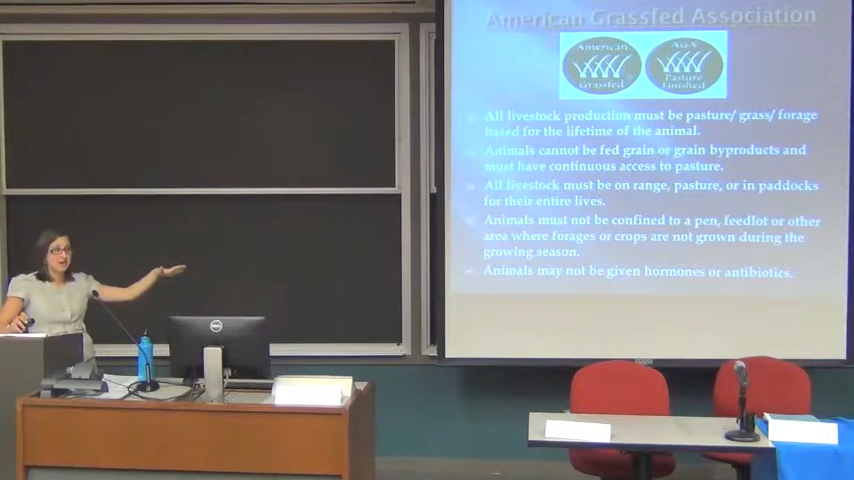 American Grassfed Association
American
Grassfed
AGA
Pasture
Finished
All livestock production must be pasture/ grass/ forage
based for the lifetime of the animal.
Animals cannot be fed grain or grain byproducts and
must have continuous access to pasture.
All livestock must be on range, pasture, or in paddocks
for their entire lives.
Animals must not be confined to a pen, feedlot or other
area where forages or crops are not grown during the
growing season.
Animals may not be given hormones or antibiotics.
DELL